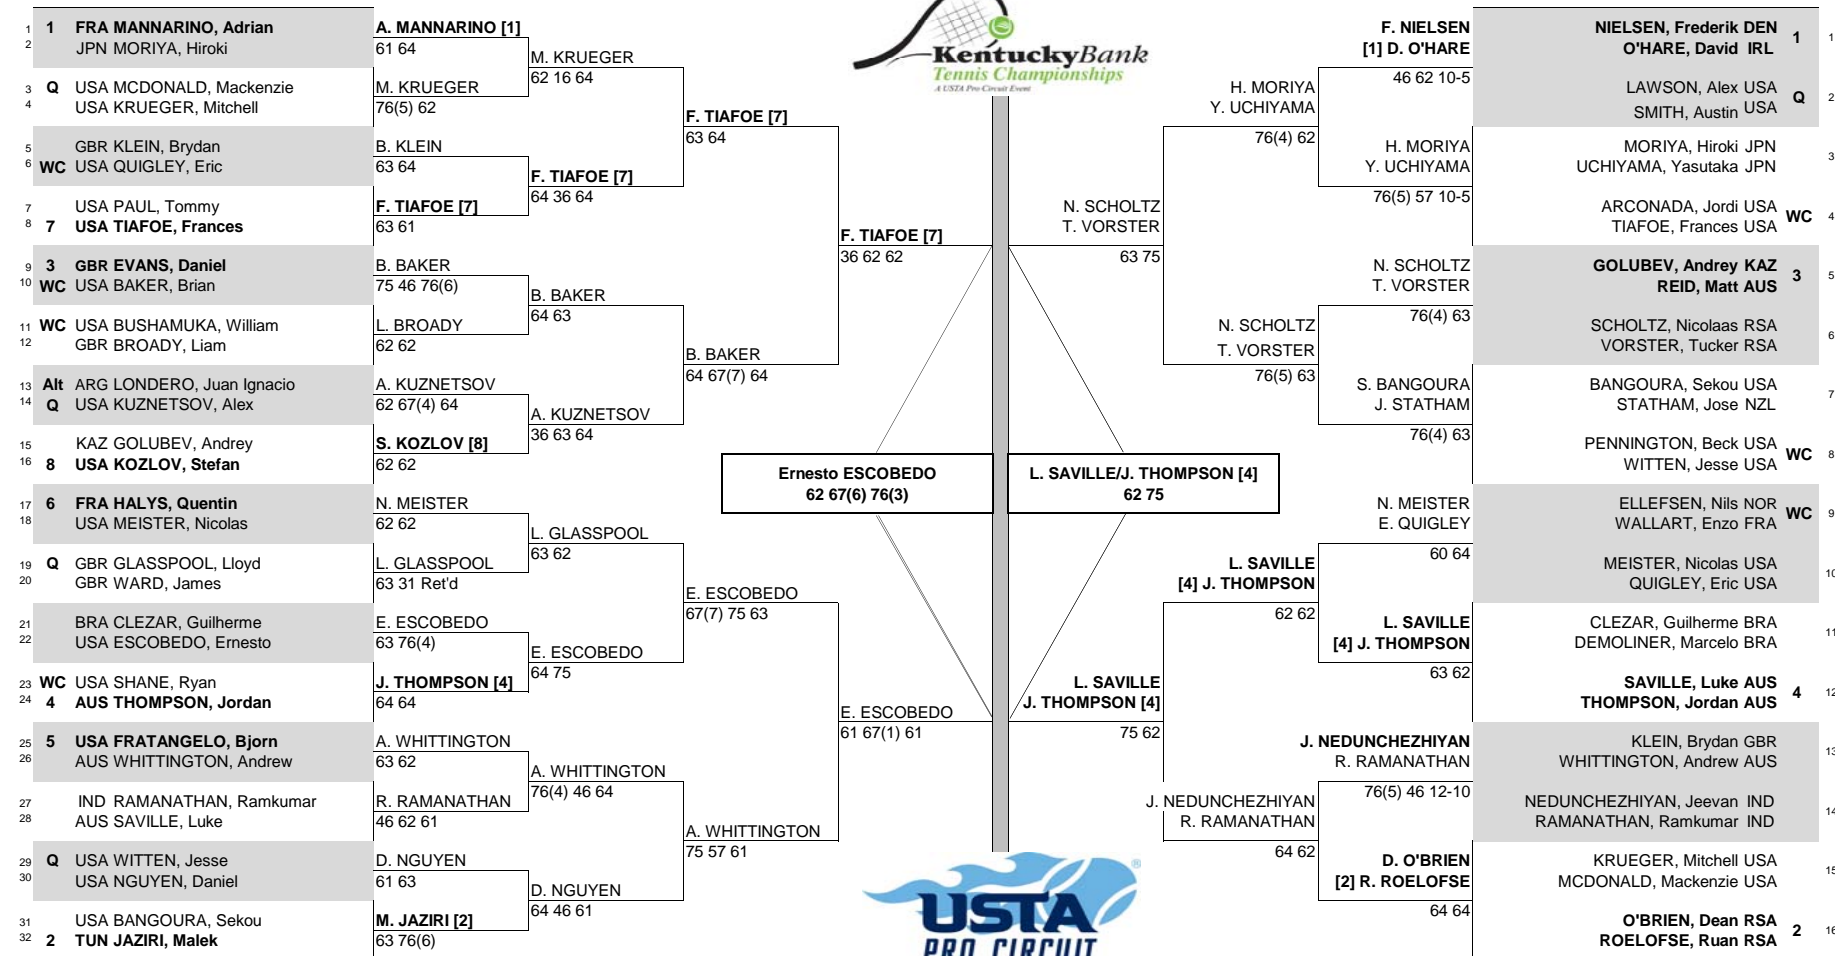 1 1 FRA MANNARINO, Adrian
2 JPN MORIYA, Hiroki
3 Q USA MCDONALD, Mackenzie
4 USA KRUEGER, Mitchell
5 GBR KLEIN, Brydan
6 WC USA QUIGLEY, Eric
7 USA PAUL, Tommy
8 7 USA TIAFOE, Frances
9 3 GBR EVANS, Daniel
10 WC USA BAKER, Brian
11 WC USA BUSHAMUKA, William
12 GBR BROADY, Liam
13 Alt ARG LONDERO, Juan Ignacio
14 Q USA KUZNETSOV, Alex
15 KAZ GOLUBEV, Andrey
16 8 USA KOZLOV, Stefan
17 6 FRA HALYS, Quentin
18 USA MEISTER, Nicolas
19 Q GBR GLASSPOOL, Lloyd
20 GBR WARD, James
21 BRA CLEZAR, Guilherme
22 USA ESCOBEDO, Ernesto
23 WC USA SHANE, Ryan
24 4 AUS THOMPSON, Jordan
25 5 USA FRATANGELO, Bjorn
26 AUS WHITTINGTON, Andrew
27 IND RAMANATHAN, Ramkumar
28 AUS SAVILLE, Luke
29 Q USA WITTEN, Jesse
30 USA NGUYEN, Daniel
31 USA BANGOURA, Sekou
32 2 TUN JAZIRI, Malek
A. MANNARINO [1]
61 64
M. KRUEGER
76(5) 62
B. KLEIN
63 64
F. TIAFOE [7]
63 61
B. BAKER
75 46 76(6)
L. BROADY
62 62
A. KUZNETSOV
62 67(4) 64
S. KOZLOV [8]
62 62
N. MEISTER
62 62
L. GLASSPOOL
63 31 Ret'd
E. ESCOBEDO
63 76(4)
J. THOMPSON [4]
64 64
A. WHITTINGTON
63 62
R. RAMANATHAN
46 62 61
D. NGUYEN
61 63
M. JAZIRI [2]
63 76(6)
M. KRUEGER
62 16 64
F. TIAFOE [7]
64 36 64
B. BAKER
64 63
A. KUZNETSOV
36 63 64
L. GLASSPOOL
63 62
E. ESCOBEDO
64 75
A. WHITTINGTON
76(4) 46 64
D. NGUYEN
64 46 61
F. TIAFOE [7]
63 64
B. BAKER
64 67(7) 64
E. ESCOBEDO
67(7) 75 63
A. WHITTINGTON
75 57 61
F. TIAFOE [7]
36 62 62
E. ESCOBEDO
61 67(1) 61
Ernesto ESCOBEDO
62 67(6) 76(3)
KentuckyBank
Tennis Championships
A USTA Pro Circuit Event
L. SAVILLE/J. THOMPSON [4]
62 75
N. SCHOLTZ
T. VORSTER
63 75
L. SAVILLE
J. THOMPSON [4]
75 62
H. MORIYA
Y. UCHIYAMA
76(4) 62
N. SCHOLTZ
T. VORSTER
76(5) 63
L. SAVILLE
[4] J. THOMPSON
62 62
J. NEDUNCHEZHIYAN
R. RAMANATHAN
64 62
F. NIELSEN
[1] D. O'HARE
46 62 10-5
H. MORIYA
Y. UCHIYAMA
76(5) 57 10-5
N. SCHOLTZ
T. VORSTER
76(4) 63
S. BANGOURA
J. STATHAM
76(4) 63
N. MEISTER
E. QUIGLEY
60 64
L. SAVILLE
[4] J. THOMPSON
63 62
J. NEDUNCHEZHIYAN
R. RAMANATHAN
76(5) 46 12-10
D. O'BRIEN
[2] R. ROELOFSE
64 64
NIELSEN, Frederik DEN
O'HARE, David IRL
1 1
LAWSON, Alex USA
SMITH, Austin USA
Q 2
MORIYA, Hiroki JPN
UCHIYAMA, Yasutaka JPN
3
ARCONADA, Jordi USA
TIAFOE, Frances USA
WC 4
GOLUBEV, Andrey KAZ
REID, Matt AUS
3 5
SCHOLTZ, Nicolaas RSA
VORSTER, Tucker RSA
6
BANGOURA, Sekou USA
STATHAM, Jose NZL
7
PENNINGTON, Beck USA
WITTEN, Jesse USA
WC 8
ELLEFSEN, Nils NOR
WALLART, Enzo FRA
WC 9
MEISTER, Nicolas USA
QUIGLEY, Eric USA
10
CLEZAR, Guilherme BRA
DEMOLINER, Marcelo BRA
11
SAVILLE, Luke AUS
THOMPSON, Jordan AUS
4 12
KLEIN, Brydan GBR
WHITTINGTON, Andrew AUS
13
NEDUNCHEZHIYAN, Jeevan IND
RAMANATHAN, Ramkumar IND
14
KRUEGER, Mitchell USA
MCDONALD, Mackenzie USA
15
O'BRIEN, Dean RSA
ROELOFSE, Ruan RSA
2 16
USTA
PRO CIRCUIT